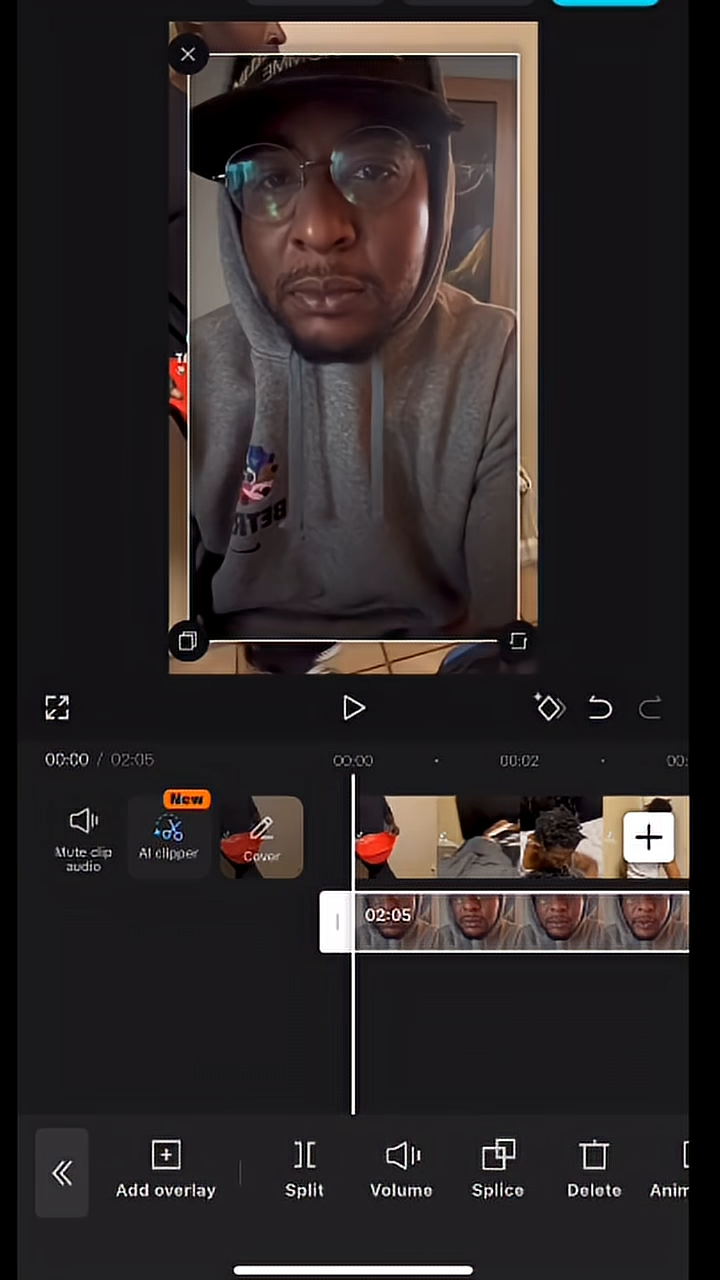 00:00 / 02:05
00:00
00:02
New
Mute clip
audio
AI clipper
Cover
02:05
Add overlay
Split
Volume
Splice
Delete